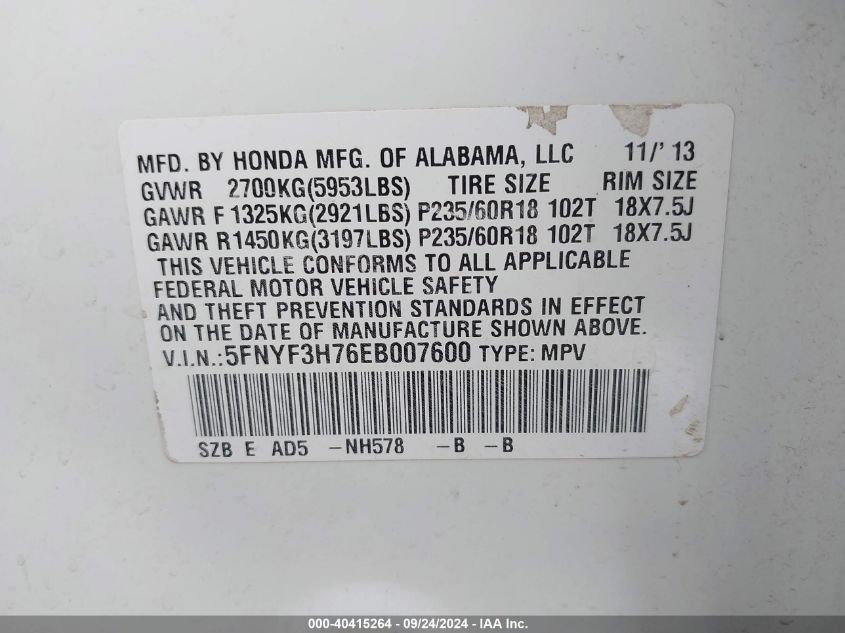 MFD. BY HONDA MFG. OF ALABAMA, LLC 11/' 13
GVWR 2700KG(5953LBS) TIRE SIZE RIM SIZE
GAWR F 1325KG(2921LBS) P235/60R18 102T 18X7.5J
GAWR R1450KG(3197LBS) P235/60R18 102T 18X7.5J
THIS VEHICLE CONFORMS TO ALL APPLICABLE
FEDERAL MOTOR VEHICLE SAFETY
AND THEFT PREVENTION STANDARDS IN EFFECT
ON THE DATE OF MANUFACTURE SHOWN ABOVE.
V.I.N.:5FNYF3H76EB007600 TYPE: MPV
SZB E AD5 -NH578 -B -B
000-40415264 - 09/24/2024 - IAA Inc.